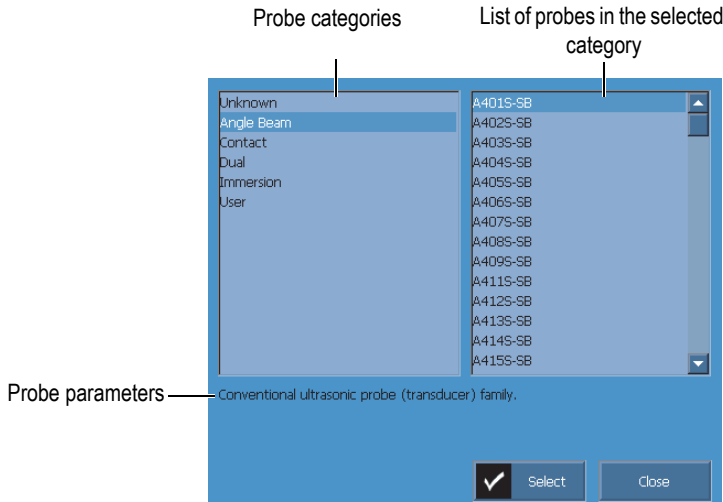 Probe categories
List of probes in the selected
category
Unknown
Angle Beam
Contact
Dual
Immersion
User
A401S-SB
A402S-SB
A403S-SB
A404S-SB
A405S-SB
A406S-SB
A407S-SB
A408S-SB
A409S-SB
A411S-SB
A412S-SB
A413S-SB
A414S-SB
A415S-SB
Probe parameters
Conventional ultrasonic probe (transducer) family.
Select
Close